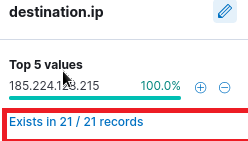 destination.ip
Top 5 values
100.0%
Exists in 21 / 21 records